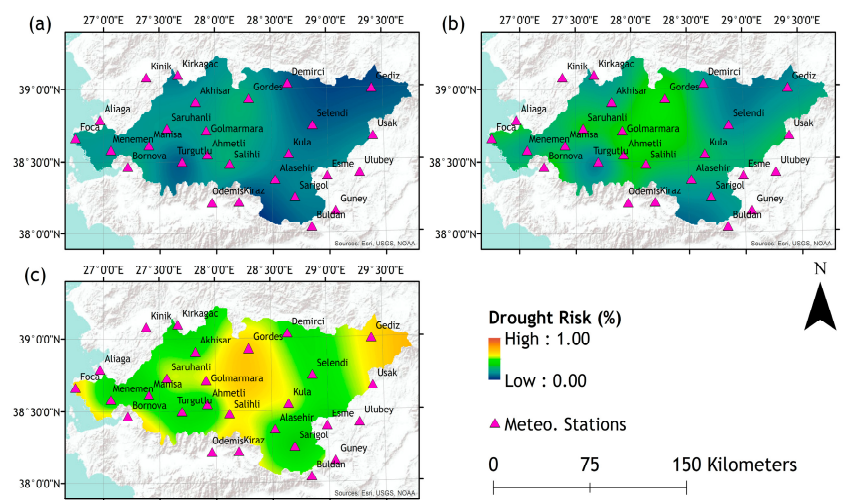 (a)
27°0'0"E 27°30'0"E 28°0'0"E 28°30'0"E 29°0'0"E 29°30'0"E
39°0'0"N
38°30'0"N
38°0'0"N
Kinik
Kirkagac
Demirci
Gediz
Akhisar
Gordes
Aliaga
Saruhanli
Selendi
Foca
Menemen
Manisa
Golmarmara
Usak
Bornova
Turgutlu
Ahmetli
Salihli
Kula
Alasehir
Esme
Ulubey
Odemis
Kiraz
Sarigol
Guney
Buldan
Sources: Esri, USGS, NOAA
(b)
27°0'0"E 27°30'0"E 28°0'0"E 28°30'0"E 29°0'0"E 29°30'0"E
39°0'0"N
38°30'0"N
38°0'0"N
Kinik
Kirkagac
Demirci
Gediz
Akhisar
Gordes
Aliaga
Saruhanli
Selendi
Foca
Menemen
Manisa
Golmarmara
Usak
Bornova
Turgutlu
Ahmetli
Salihli
Kula
Alasehir
Esme
Ulubey
Odemis
Kiraz
Sarigol
Guney
Buldan
Sources: Esri, USGS, NOAA
(c)
27°0'0"E 27°30'0"E 28°0'0"E 28°30'0"E 29°0'0"E 29°30'0"E
39°0'0"N
38°30'0"N
38°0'0"N
Kinik
Kirkagac
Demirci
Gediz
Akhisar
Gordes
Aliaga
Saruhanli
Selendi
Foca
Menemen
Manisa
Golmarmara
Usak
Bornova
Turgutlu
Ahmetli
Salihli
Kula
Alasehir
Esme
Ulubey
Odemis
Kiraz
Sarigol
Guney
Buldan
Sources: Esri, USGS, NOAA
N
Drought Risk (%)
High : 1.00
Low : 0.00
Meteo. Stations
0 75 150 Kilometers